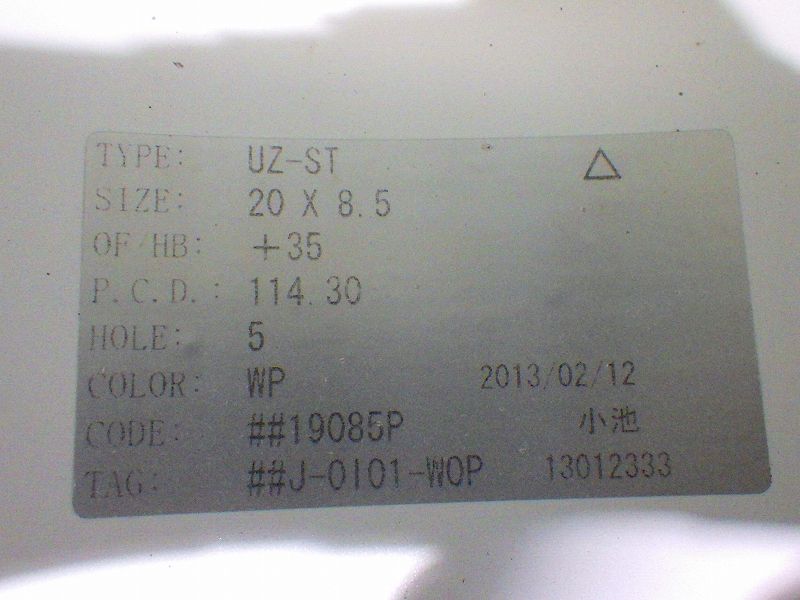 TYPE: UZ-ST △
SIZE: 20 X 8.5
OF/HB: +35
P.C.D.: 114.30
HOLE: 5
COLOR: WP 2013/02/12
CODE: ##19085P 小池
TAG: ##J-0I01-WOP 13012333